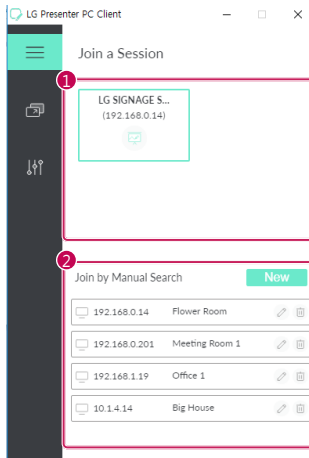 LG Presenter PC Client
Join a Session
1
LG SIGNAGE S...
(192.168.0.14)
2
Join by Manual Search
New
192.168.0.14 Flower Room
192.168.0.201 Meeting Room 1
192.168.1.19 Office 1
10.1.4.14 Big House